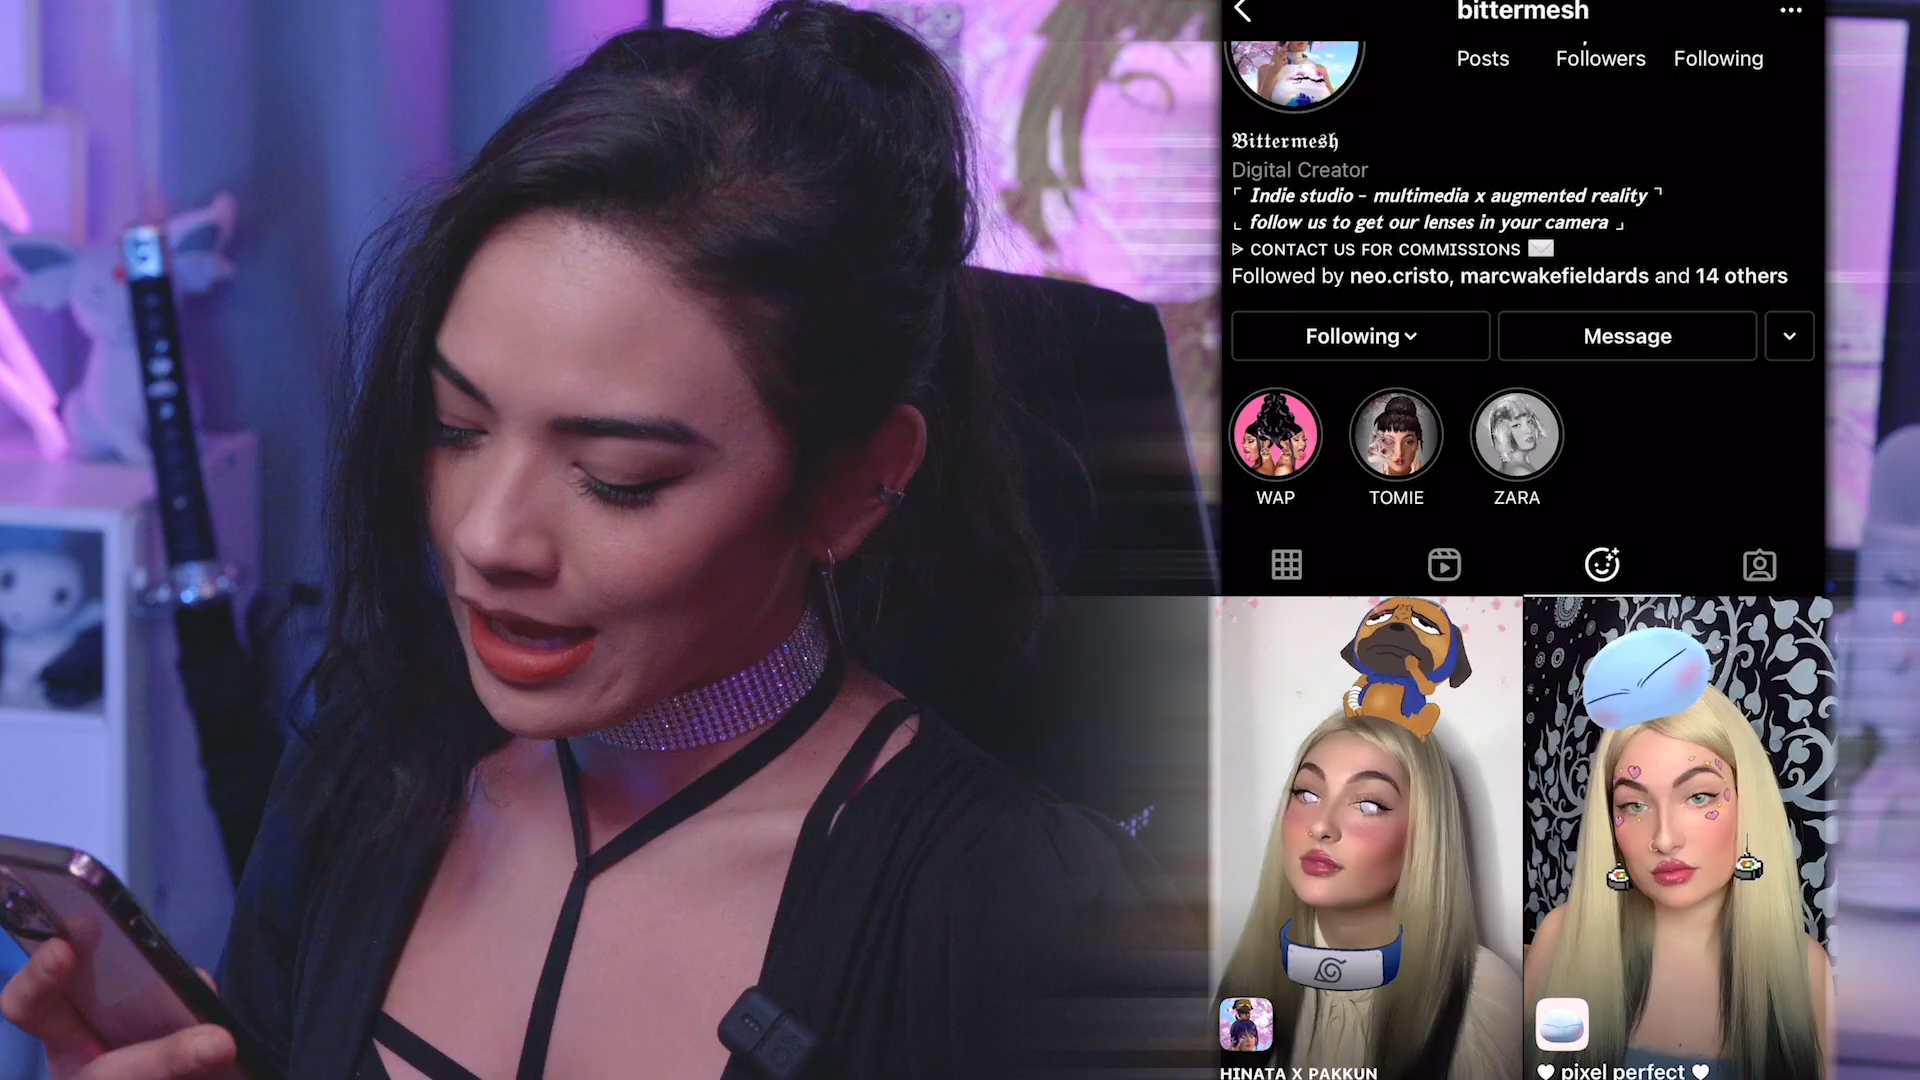 bittermesh
Posts Followers Following
𝕭𝖎𝖙𝖙𝖊𝖗𝖒𝖊𝖘𝖍
Digital Creator
⌜ Indie studio - multimedia x augmented reality ⌝
⌞ follow us to get our lenses in your camera ⌟
▷ CONTACT US FOR COMMISSIONS ✉️
Followed by neo.cristo, marcwakefieldards and 14 others
Following Message
WAP TOMIE ZARA
HINATA X PAKKUN ♥ pixel perfect ♥